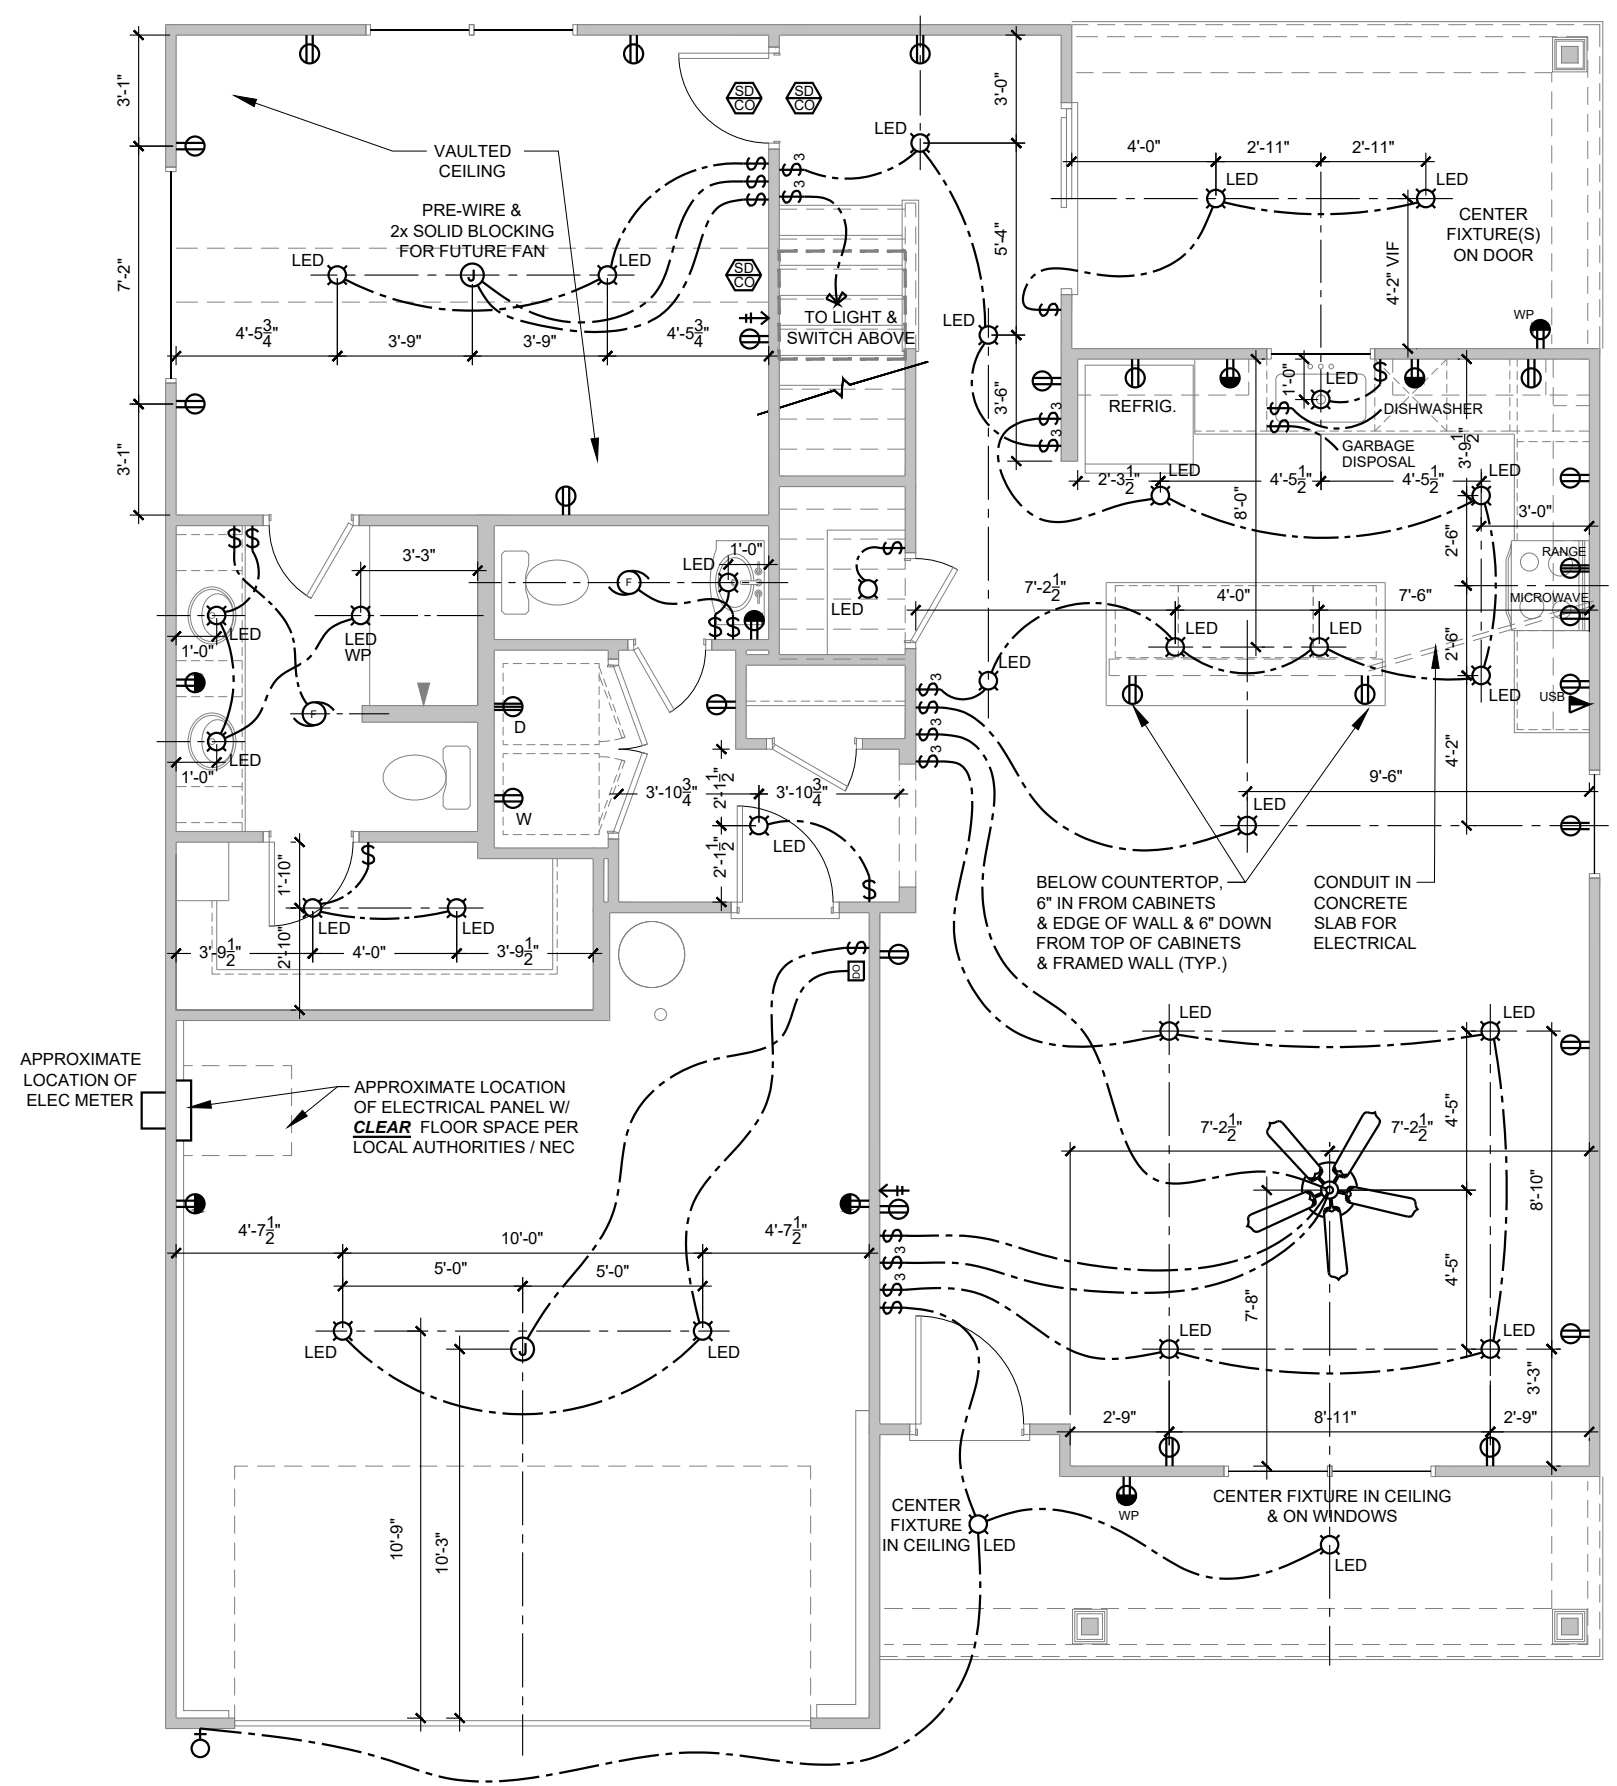 3'-1"
7'-2"
3'-1"
VAULTED
CEILING
PRE-WIRE &
2x SOLID BLOCKING
FOR FUTURE FAN
LED
J
LED
4'-5 3/4"
3'-9"
3'-9"
4'-5 3/4"
SD
CO
SD
CO
SD
CO
3
3
TO LIGHT &
SWITCH ABOVE
LED
3'-0"
5'-4"
LED
3'-6"
3
3
4'-0"
2'-11"
2'-11"
LED
LED
CENTER
FIXTURE(S)
ON DOOR
4'-2" VIF
WP
REFRIG.
1'-0"
LED
DISHWASHER
GARBAGE
DISPOSAL
3'-9 1/2"
2'-3 1/2"
LED
4'-5 1/2"
4'-5 1/2"
LED
8'-0"
3'-0"
2'-6"
RANGE
MICROWAVE
7'-2 1/2"
4'-0"
7'-6"
LED
LED
2'-6"
LED
USB
4'-2"
9'-6"
LED
3'-3"
LED
1'-0"
LED
WP
LED
1'-0"
F
LED
1'-0"
F
LED
1'-0"
LED
D
W
3'-10 3/4"
2'-1 1/2"
3'-10 3/4"
2'-1 1/2"
LED
LED
3
3
3
1'-10"
LED
LED
3'-9 1/2"
2'-10"
4'-0"
3'-9 1/2"
DO
BELOW COUNTERTOP,
6" IN FROM CABINETS
& EDGE OF WALL & 6" DOWN
FROM TOP OF CABINETS
& FRAMED WALL (TYP.)
CONDUIT IN
CONCRETE
SLAB FOR
ELECTRICAL
APPROXIMATE
LOCATION OF
ELEC METER
APPROXIMATE LOCATION
OF ELECTRICAL PANEL W/
CLEAR FLOOR SPACE PER
LOCAL AUTHORITIES / NEC
LED
LED
7'-2 1/2"
7'-2 1/2"
4'-5"
8'-10"
4'-5"
7'-8"
3
3
4'-7 1/2"
10'-0"
4'-7 1/2"
5'-0"
5'-0"
LED
J
LED
LED
LED
3'-3"
2'-9"
8'-11"
2'-9"
10'-9"
10'-3"
WP
CENTER
FIXTURE
IN CEILING
LED
CENTER FIXTURE IN CEILING
& ON WINDOWS
LED